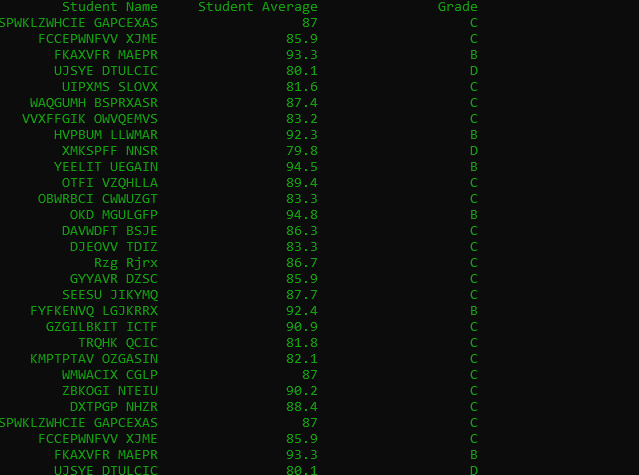 Student Name Student Average Grade
SPWKLZWHCIE GAPCEXAS 87 C
FCCEPWNFVV XJME 85.9 C
FKAXVFR MAEPR 93.3 B
UJSYE DTULCIC 80.1 D
UIPXMS SLOVX 81.6 C
WAQGUMH BSPRXASR 87.4 C
VVXFFGIK OWVQEMVS 83.2 C
HVPBUM LLWMAR 92.3 B
XMKSPFF NNSR 79.8 D
YEELIT UEGAIN 94.5 B
OTFI VZQHLLA 89.4 C
OBWRBCI CWWUZGT 83.3 C
OKD MGULGFP 94.8 B
DAVWDFT BSJE 86.3 C
DJEOVV TDIZ 83.3 C
Rzg Rjrx 86.7 C
GYYAVR DZSC 85.9 C
SEESU JIKYMQ 87.7 C
FYFKENVQ LGJKRRX 92.4 B
GZGILBKIT ICTF 90.9 C
TRQHK QCIC 81.8 C
KMPTPTAV OZGASIN 82.1 C
WMWACIX CGLP 87 C
ZBKOGI NTEIU 90.2 C
DXTPGP NHZR 88.4 C
SPWKLZWHCIE GAPCEXAS 87 C
FCCEPWNFVV XJME 85.9 C
FKAXVFR MAEPR 93.3 B
UJSYE DTULCIC 80.1 D